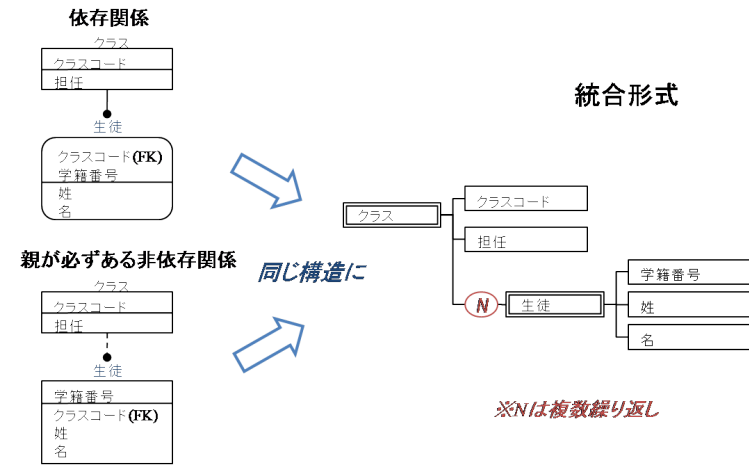 依存関係
クラス
クラスコード
担任
生徒
クラスコード(FK)
学籍番号
姓
名
親が必ずある非依存関係
クラス
クラスコード
担任
生徒
学籍番号
クラスコード(FK)
姓
名
同じ構造に
統合形式
クラス
クラスコード
担任
N
生徒
学籍番号
姓
名
※Nは複数繰り返し